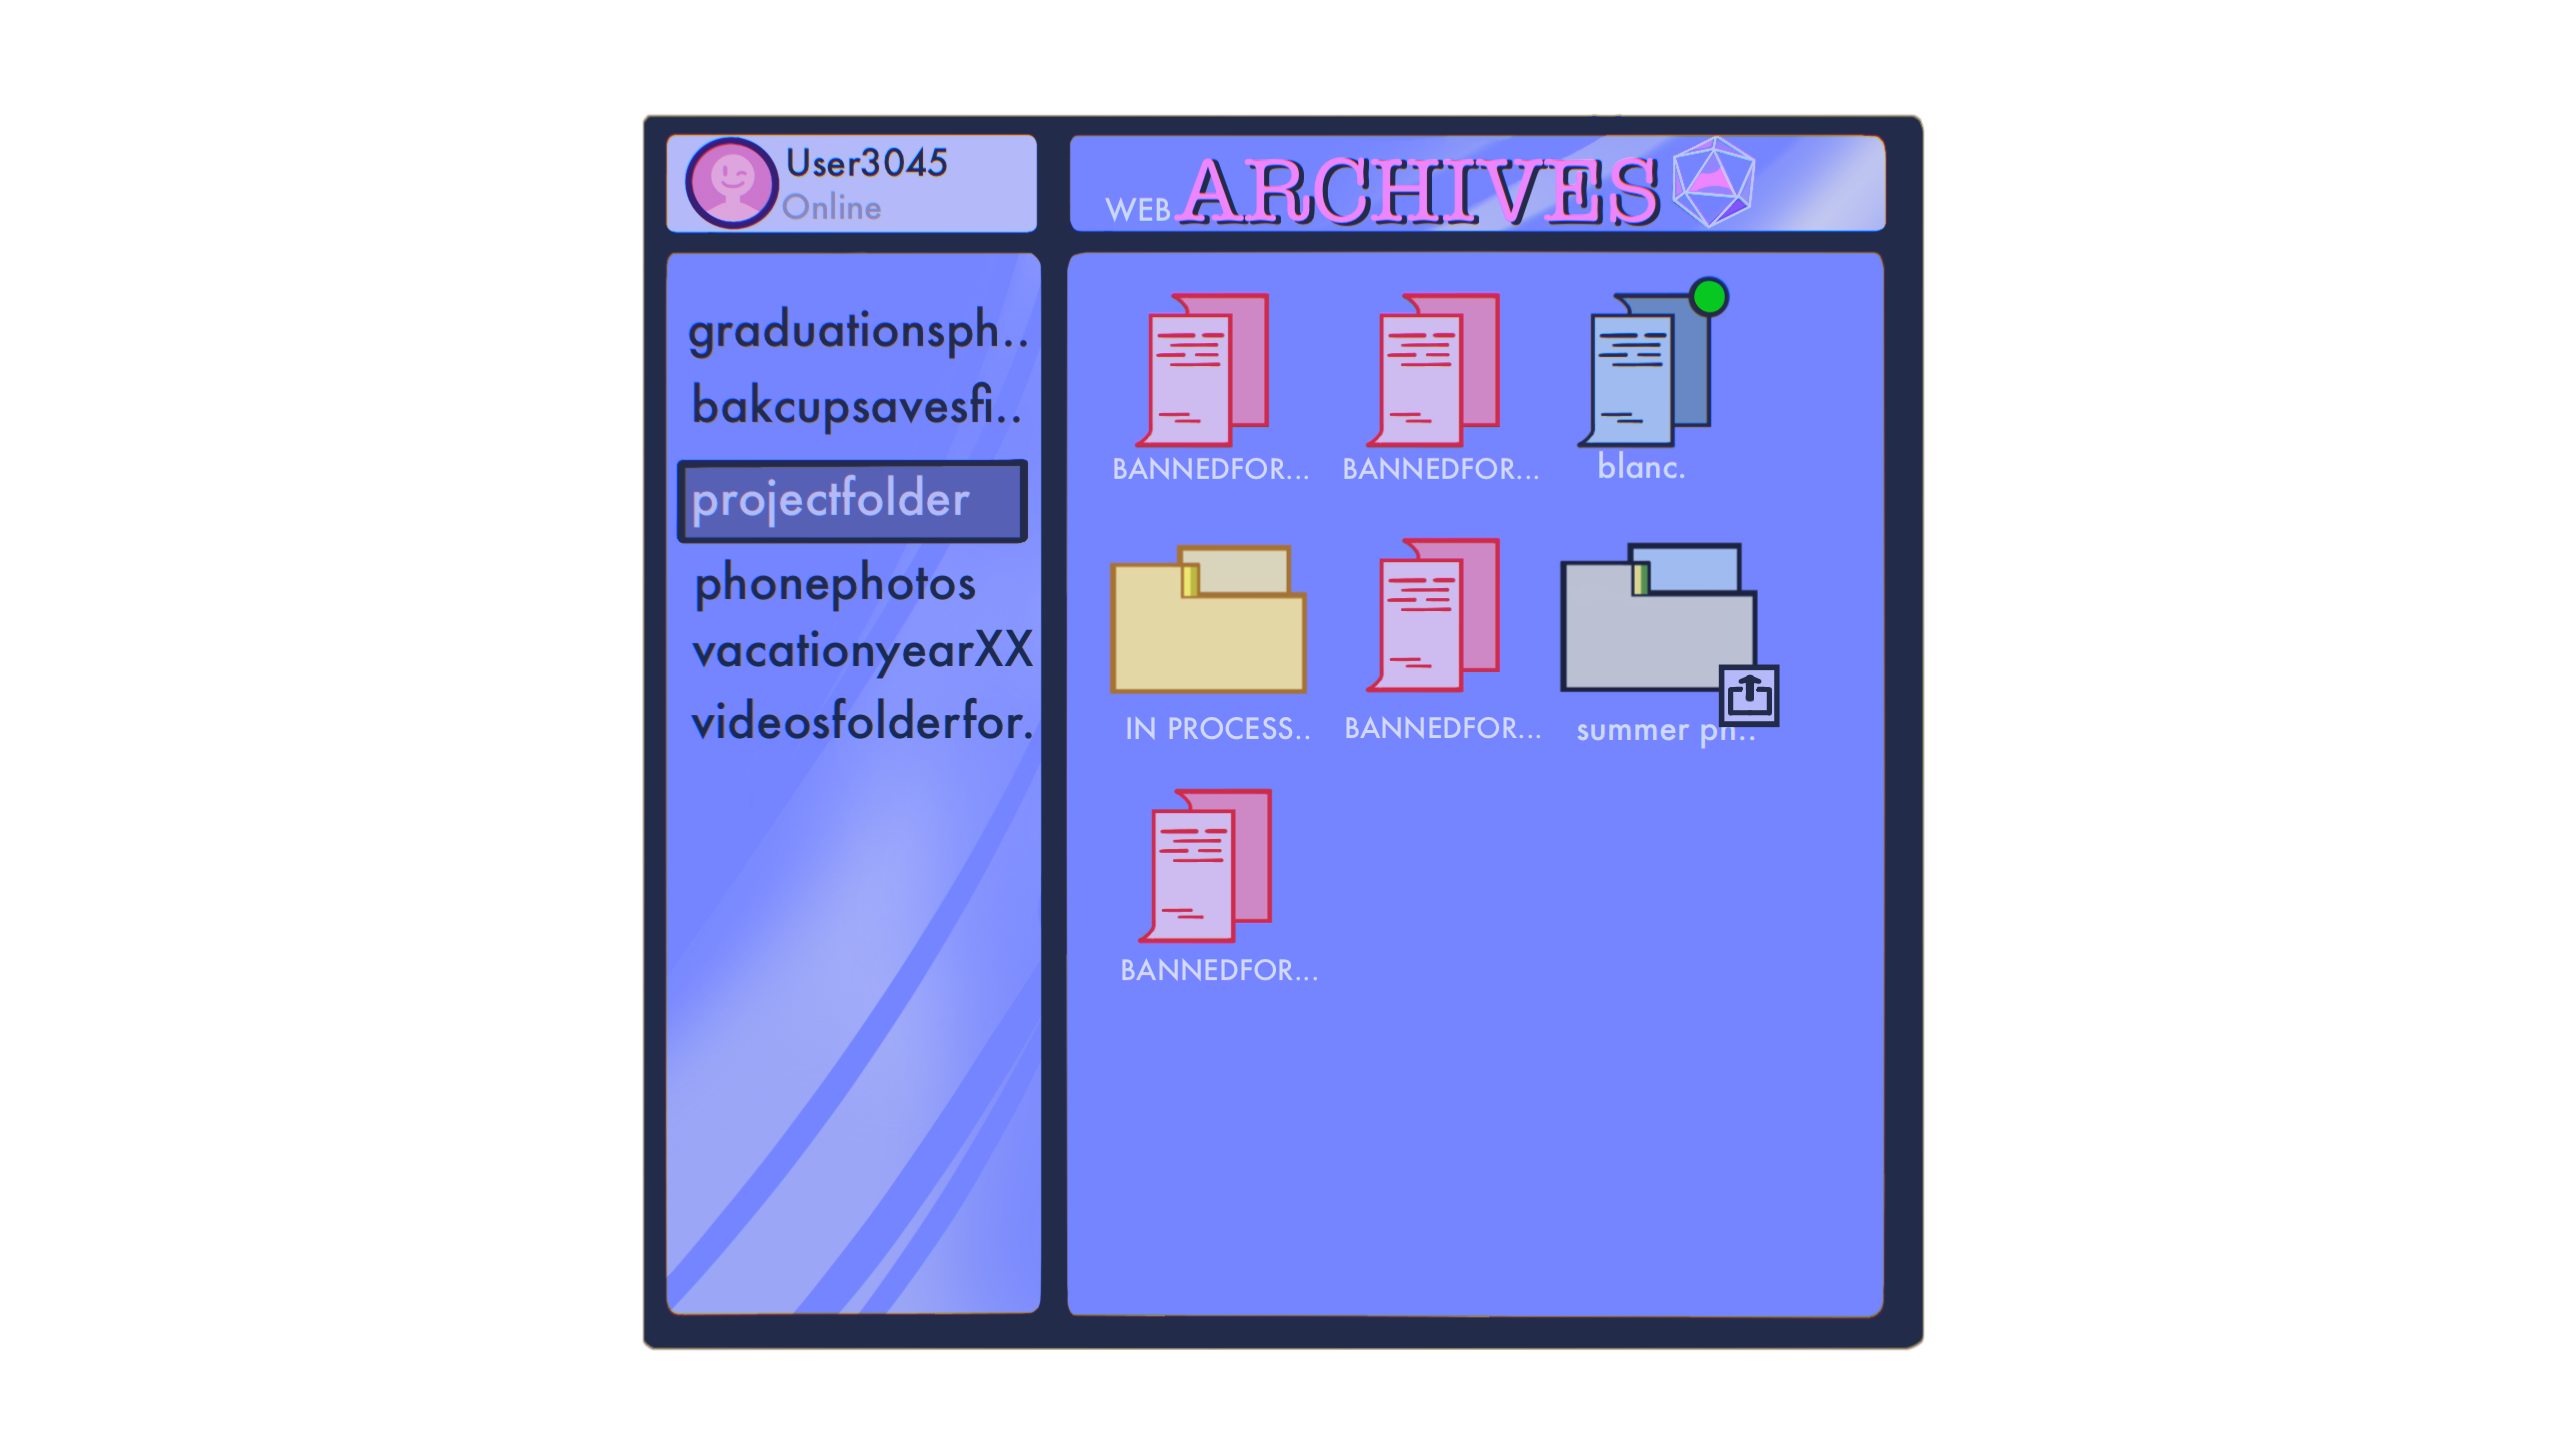 User3045
Online
WEB ARCHIVES
graduationsph..
bakcupsavesfi..
projectfolder
phonephotos
vacationyearXX
videosfolderfor.
BANNEDFOR...
BANNEDFOR...
blanc.
IN PROCESS..
BANNEDFOR...
summer ph..
BANNEDFOR...